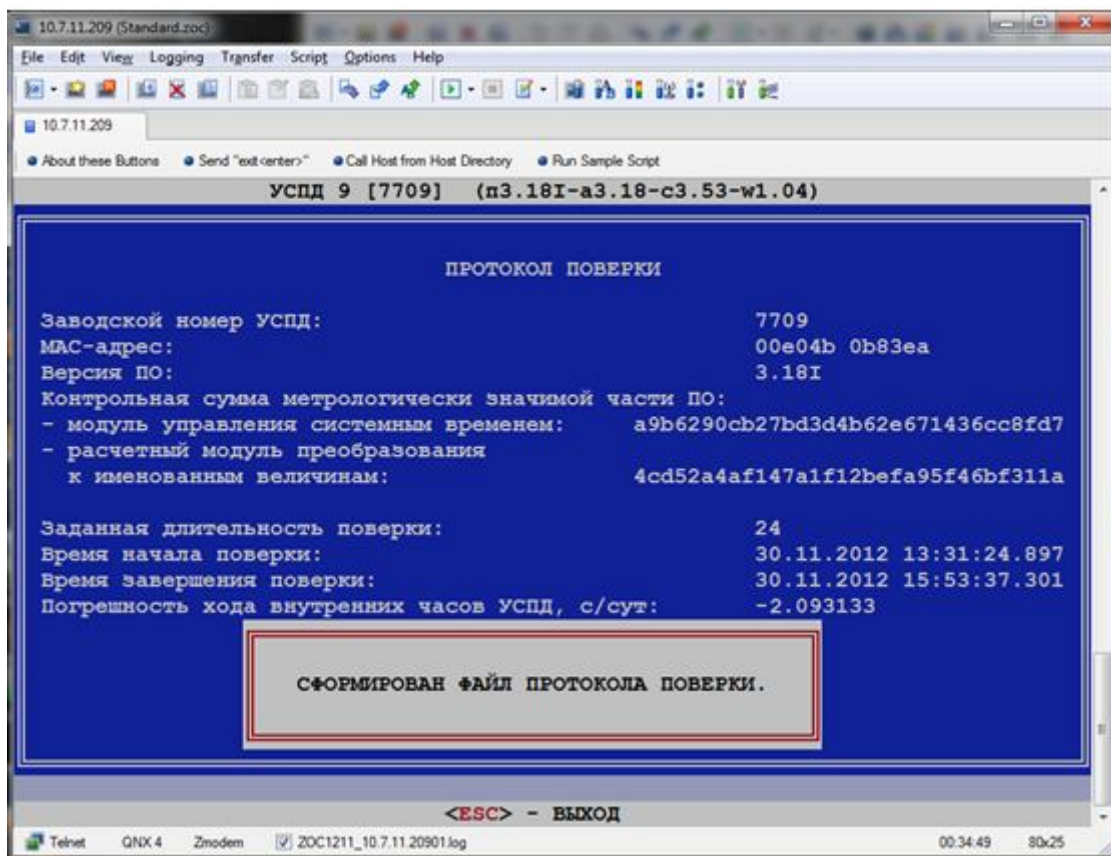 10.7.11.209 (Standard.zoc)
File Edit View Logging Transfer Script Options Help
10.7.11.209
About these Buttons Send "exit<enter>" Call Host from Host Directory Run Sample Script
УСПД 9 [7709] (п3.18I-а3.18-с3.53-w1.04)
ПРОТОКОЛ ПОВЕРКИ
Заводской номер УСПД: 7709
МАС-адрес: 00e04b 0b83ea
Версия ПО: 3.18I
Контрольная сумма метрологически значимой части ПО:
- модуль управления системным временем: a9b6290cb27bd3d4b62e671436cc8fd7
- расчетный модуль преобразования
к именованным величинам: 4cd52a4af147a1f12befa95f46bf311a
Заданная длительность поверки: 24
Время начала поверки: 30.11.2012 13:31:24.897
Время завершения поверки: 30.11.2012 15:53:37.301
Погрешность хода внутренних часов УСПД, с/сут: -2.093133
СФОРМИРОВАН ФАЙЛ ПРОТОКОЛА ПОВЕРКИ.
<ESC> - ВЫХОД
Telnet QNX 4 Zmodem ZOC1211_10.7.11.20901.log 00:34:49 80x25